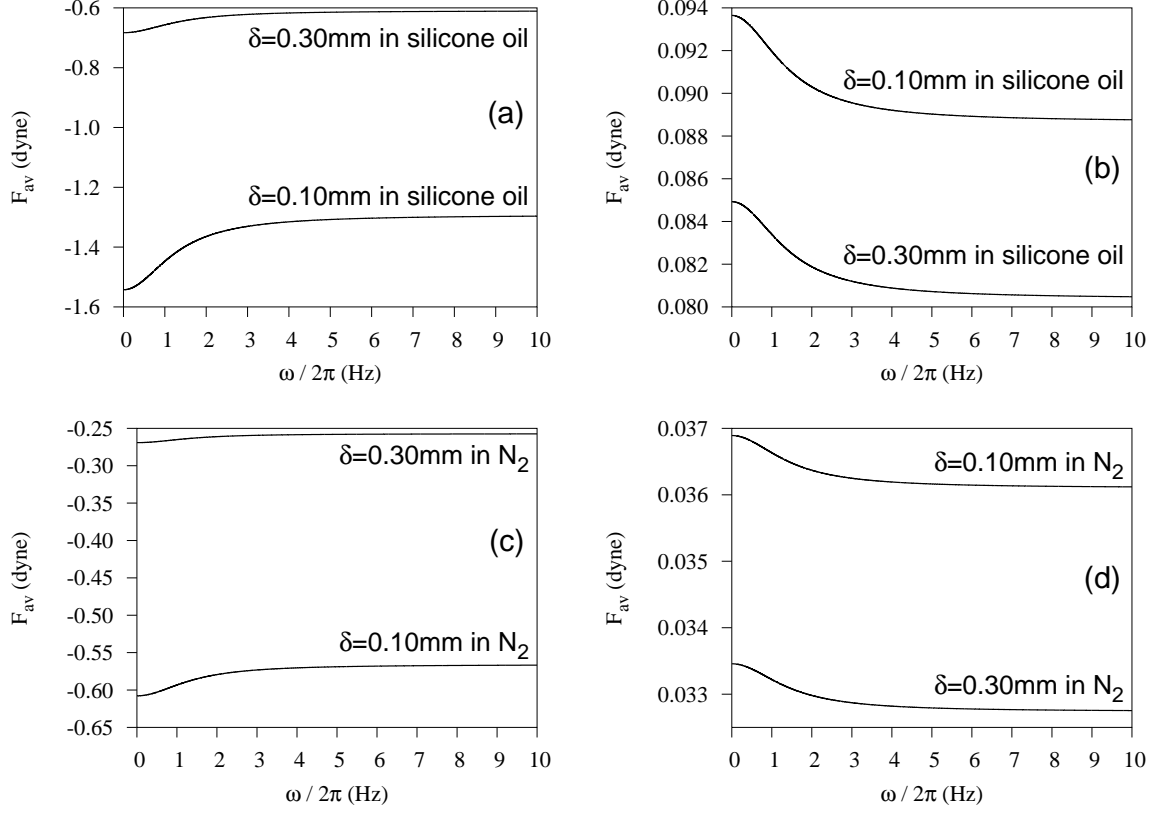 -0.6
δ=0.30mm in silicone oil
-0.8
(a)
-1.0
F_av (dyne)
-1.2
δ=0.10mm in silicone oil
-1.4
-1.6
0 1 2 3 4 5 6 7 8 9 10
ω / 2π (Hz)
0.094
0.092
δ=0.10mm in silicone oil
0.090
0.088
(b)
F_av (dyne)
0.086
0.084
δ=0.30mm in silicone oil
0.082
0.080
0 1 2 3 4 5 6 7 8 9 10
ω / 2π (Hz)
-0.25
δ=0.30mm in N₂
-0.30
-0.35
(c)
-0.40
F_av (dyne)
-0.45
-0.50
δ=0.10mm in N₂
-0.55
-0.60
-0.65
0 1 2 3 4 5 6 7 8 9 10
ω / 2π (Hz)
0.037
δ=0.10mm in N₂
0.036
0.035
(d)
F_av (dyne)
0.034
δ=0.30mm in N₂
0.033
0 1 2 3 4 5 6 7 8 9 10
ω / 2π (Hz)